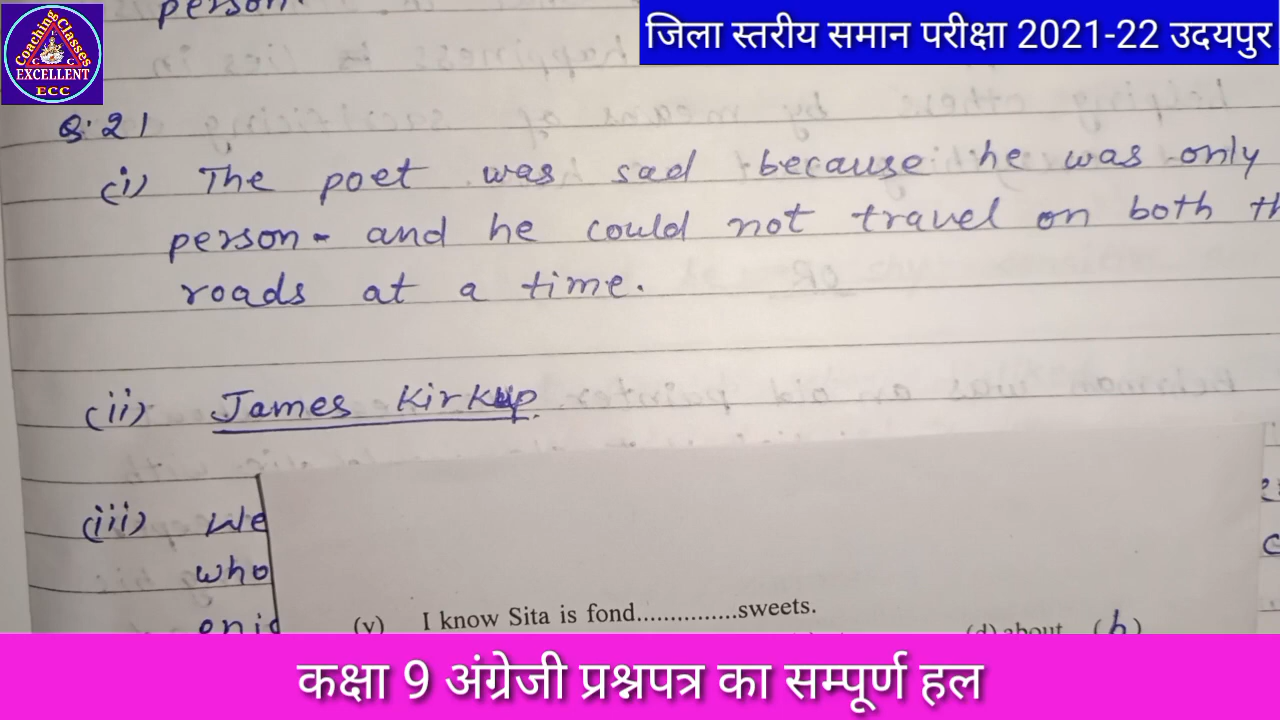 person.
जिला स्तरीय समान परीक्षा 2021-22 उदयपुर
Coaching Classes
EXCELLENT
ECC
Q. 21
(i) The poet was sad because he was only
person - and he could not travel on both th
roads at a time.
(ii) James Kirkup.
(iii) We
who
(v) I know Sita is fond...............sweets.
(d) about (b)
कक्षा 9 अंग्रेजी प्रश्नपत्र का सम्पूर्ण हल